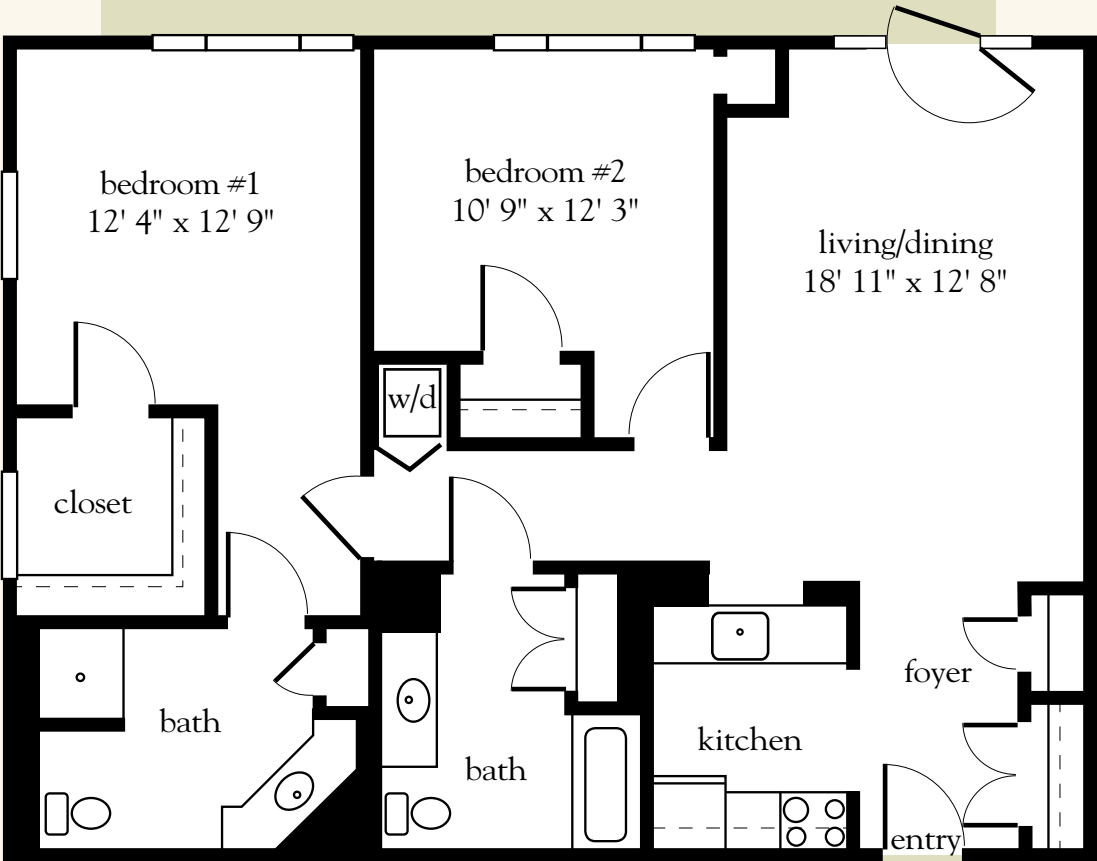 bedroom #1
12' 4" x 12' 9"
bedroom #2
10' 9" x 12' 3"
living/dining
18' 11" x 12' 8"
w/d
closet
foyer
bath
kitchen
bath
entry